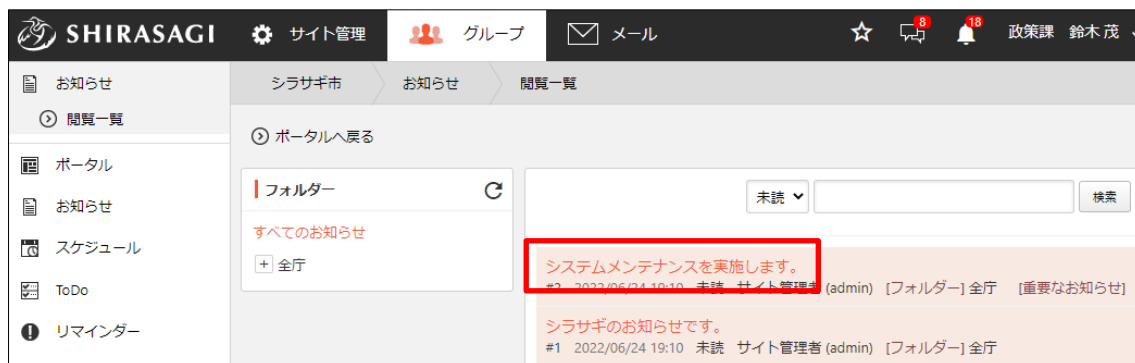 SHIRASAGI サイト管理 グループ メール 8 18 政策課 鈴木 茂
お知らせ
閲覧一覧
ポータル
お知らせ
スケジュール
ToDo
リマインダー
シラサギ市 お知らせ 閲覧一覧
ポータルへ戻る
フォルダー
すべてのお知らせ
全庁
未読 検索
システムメンテナンスを実施します。
#2 2022/06/24 19:10 未読 サイト管理者 (admin) [フォルダー] 全庁 [重要なお知らせ]
シラサギのお知らせです。
#1 2022/06/24 19:10 未読 サイト管理者 (admin) [フォルダー] 全庁